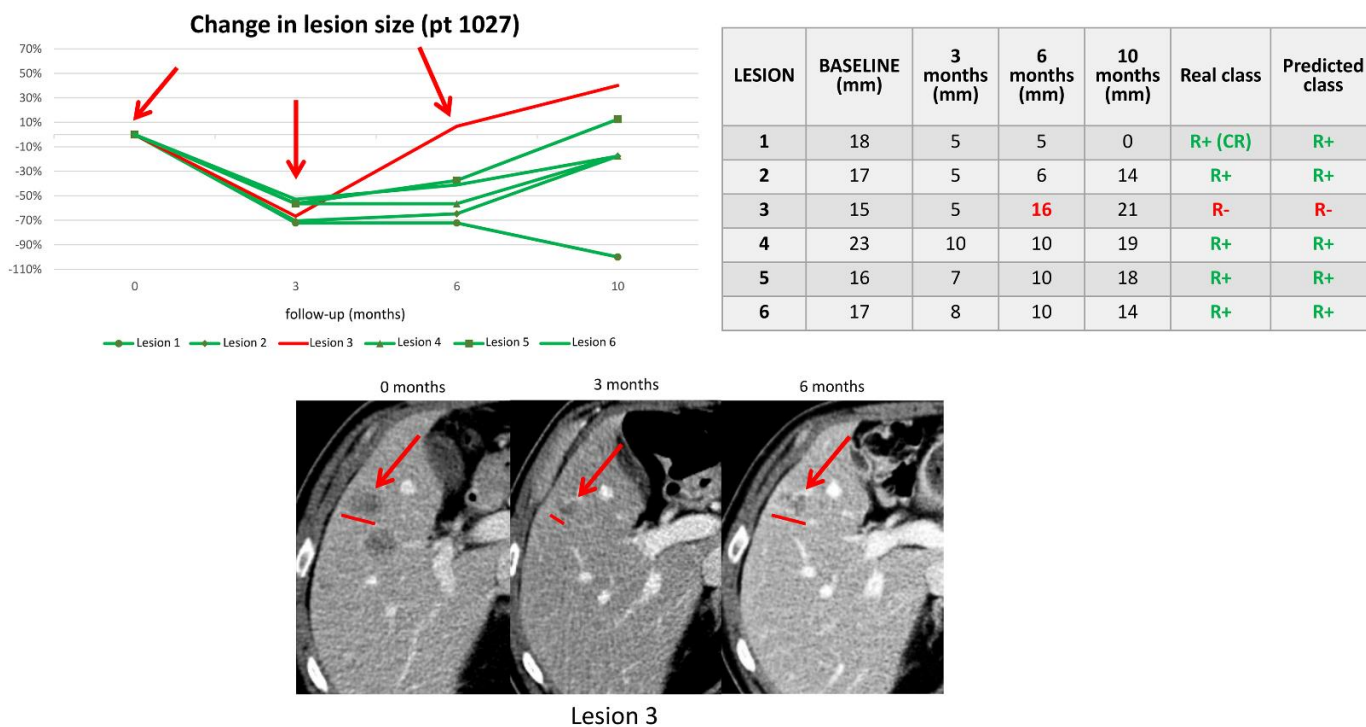 Change in lesion size (pt 1027)
70%
50%
30%
10%
-10%
-30%
-50%
-70%
-90%
-110%
0 3 6 10
follow-up (months)
Lesion 1 Lesion 2 Lesion 3 Lesion 4 Lesion 5 Lesion 6
LESION BASELINE (mm) 3 months (mm) 6 months (mm) 10 months (mm) Real class Predicted class
1 18 5 5 0 R+ (CR) R+
2 17 5 6 14 R+ R+
3 15 5 16 21 R- R-
4 23 10 10 19 R+ R+
5 16 7 10 18 R+ R+
6 17 8 10 14 R+ R+
0 months 3 months 6 months
Lesion 3